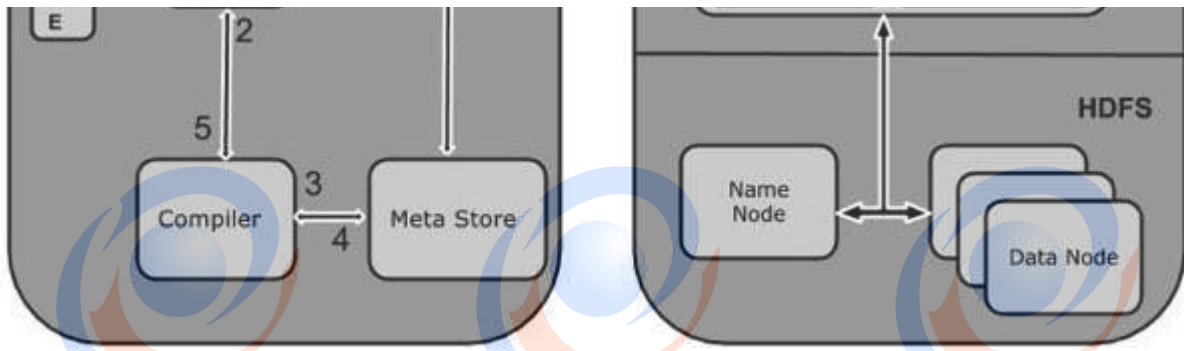 E
2
5
Compiler
3
4
Meta Store
HDFS
Name
Node
Data Node